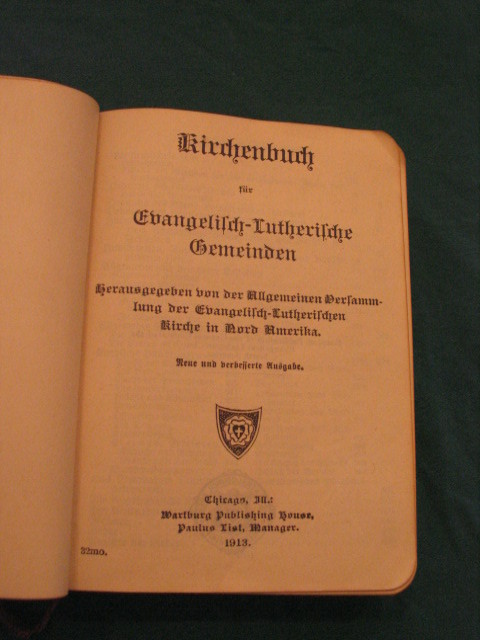 Kirchenbuch
für
Evangelisch-Lutherische
Gemeinden
Herausgegeben von der Allgemeinen Versamm-
lung der Evangelisch-Lutherischen
Kirche in Nord Amerika.
Neue und verbesserte Ausgabe.
Chicago, Ill.:
Wartburg Publishing House,
Paulus List, Manager.
1913.
32mo.